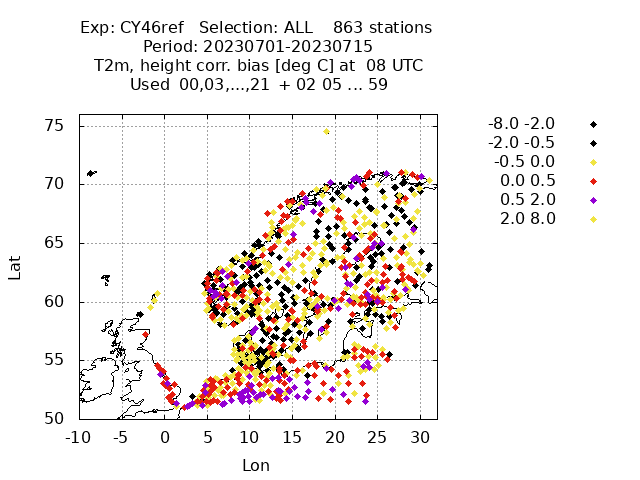 Exp: CY46ref   Selection: ALL    863 stations
Period: 20230701-20230715
T2m, height corr. bias [deg C] at  08 UTC
Used  00,03,...,21  + 02 05 ... 59
-8.0 -2.0
-2.0 -0.5
-0.5 0.0
0.0 0.5
0.5 2.0
2.0 8.0
75
70
65
60
55
50
Lat
-10 -5 0 5 10 15 20 25 30
Lon